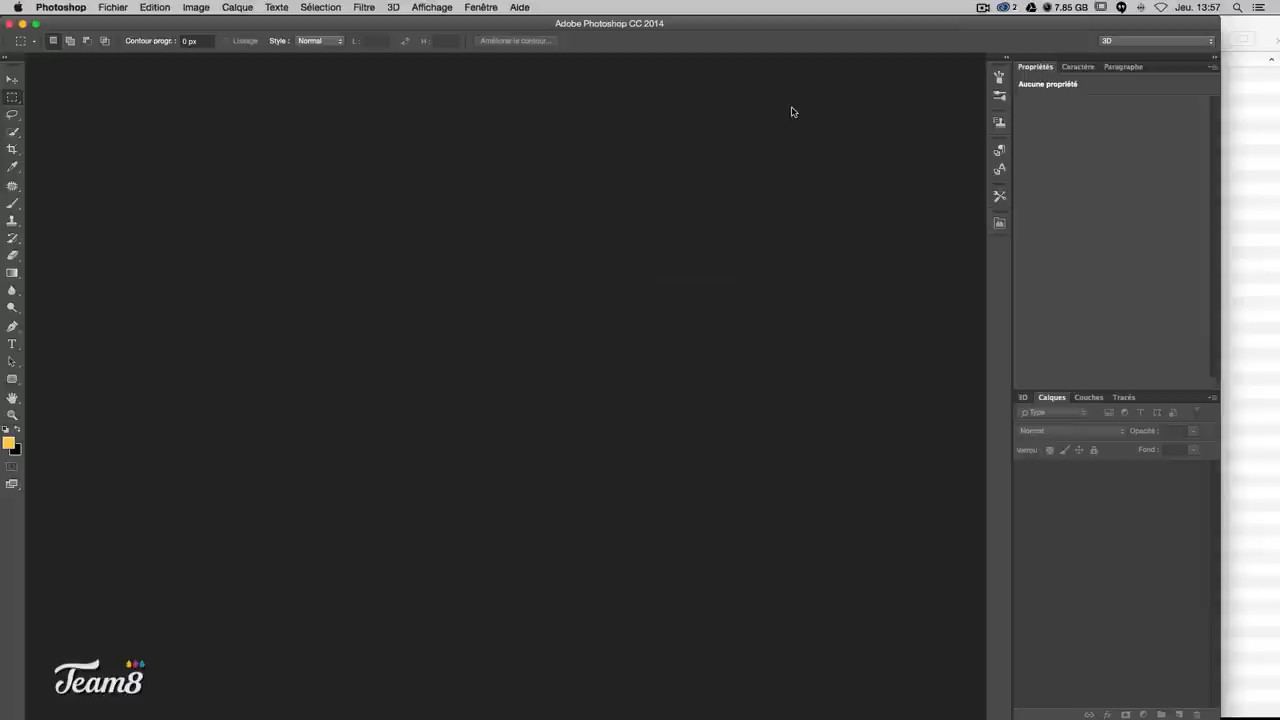 Photoshop Fichier Edition Image Calque Texte Sélection Filtre 3D Affichage Fenêtre Aide 2 7.85 GB Jeu. 13:57
Adobe Photoshop CC 2014
Contour progr.: 0 px Lissage Style : Normal L: H: Améliorer le contour... 3D
Propriétés Caractère Paragraphe
Aucune propriété
3D Calques Couches Tracés
Type
Normal Opacité :
Fond :
Team8